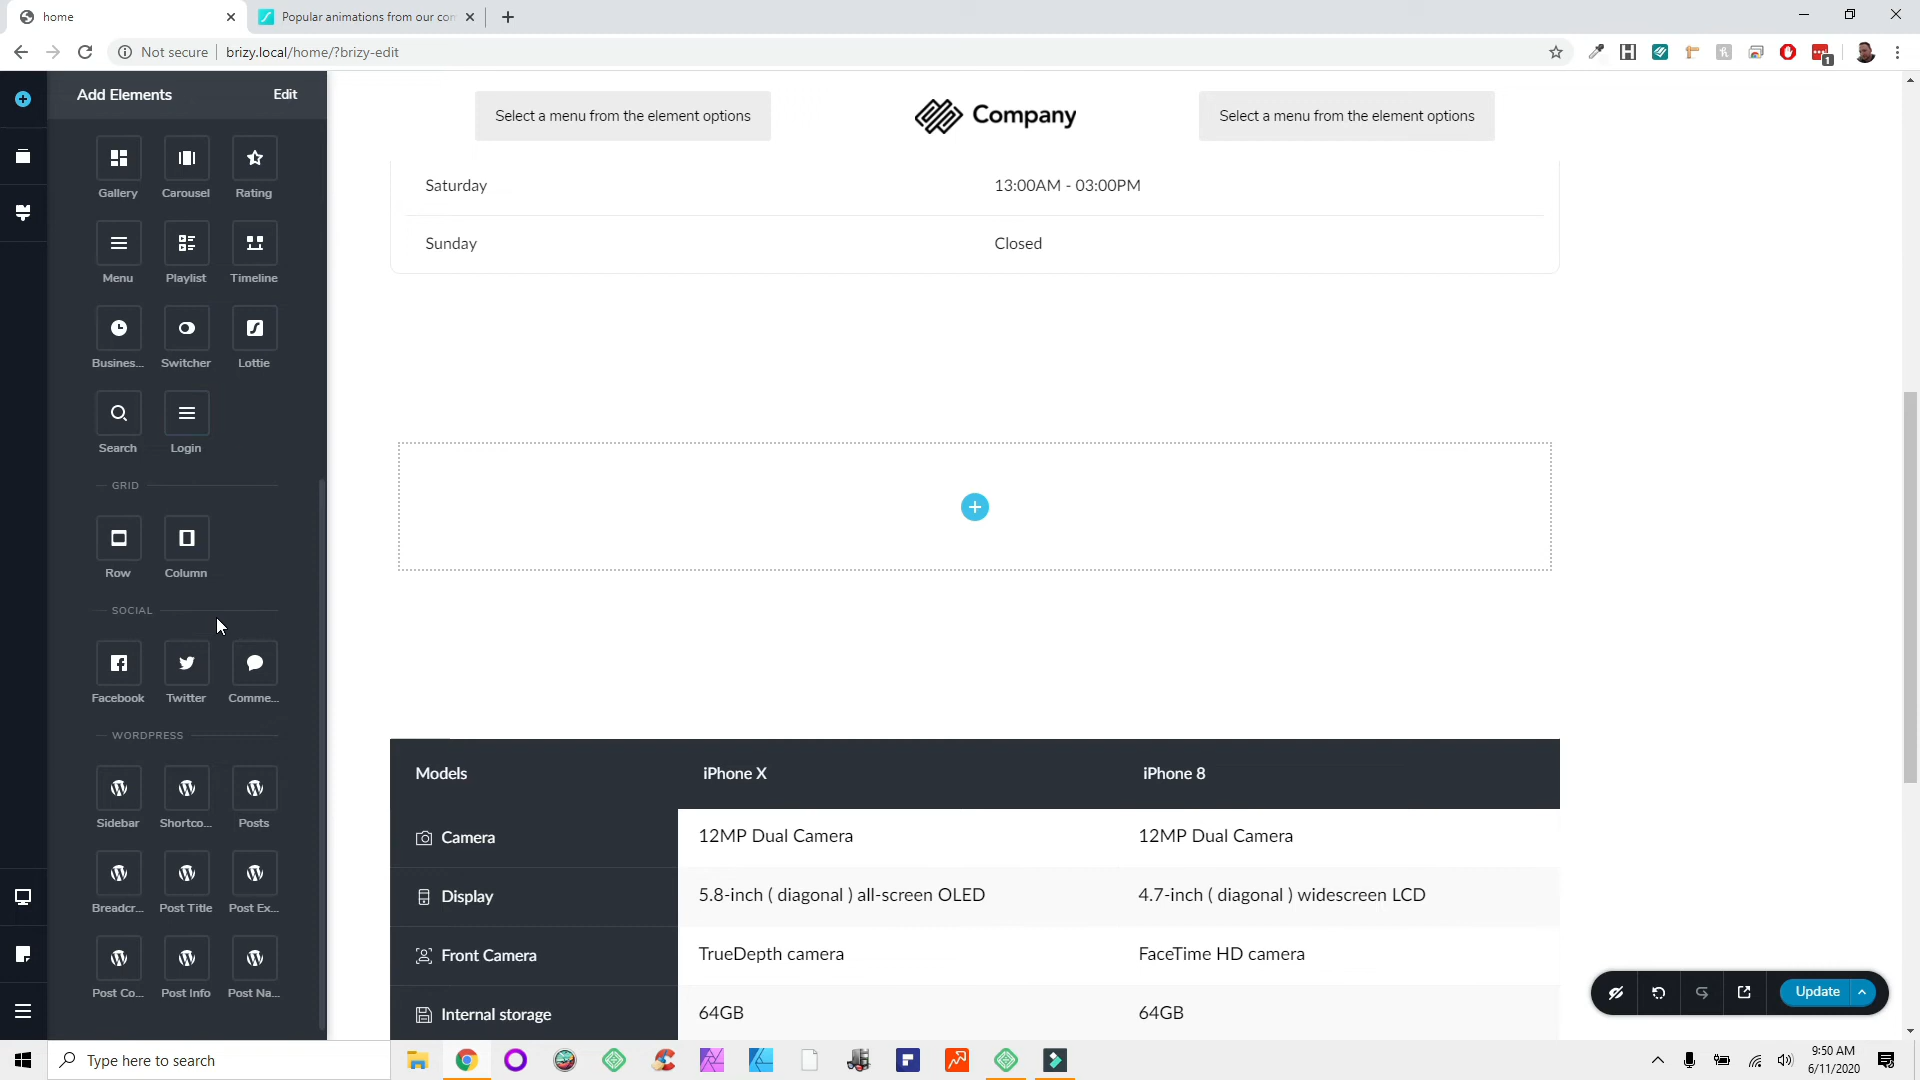 home
Popular animations from our con
Not secure
brizy.local/home/?brizy-edit
1
Add Elements
Edit
Select a menu from the element options
Company
Select a menu from the element options
Gallery
Carousel
Rating
Saturday
13:00AM - 03:00PM
Sunday
Closed
Menu
Playlist
Timeline
Busines...
Switcher
Lottie
Search
Login
GRID
Row
Column
SOCIAL
Facebook
Twitter
Comme...
WORDPRESS
Sidebar
Shortco...
Posts
Breadcr...
Post Title
Post Ex...
Post Co...
Post Info
Post Na...
Models
iPhone X
iPhone 8
Camera
12MP Dual Camera
12MP Dual Camera
Display
5.8-inch ( diagonal ) all-screen OLED
4.7-inch ( diagonal ) widescreen LCD
Front Camera
TrueDepth camera
FaceTime HD camera
Internal storage
64GB
64GB
Update
Type here to search
9:50 AM
6/11/2020